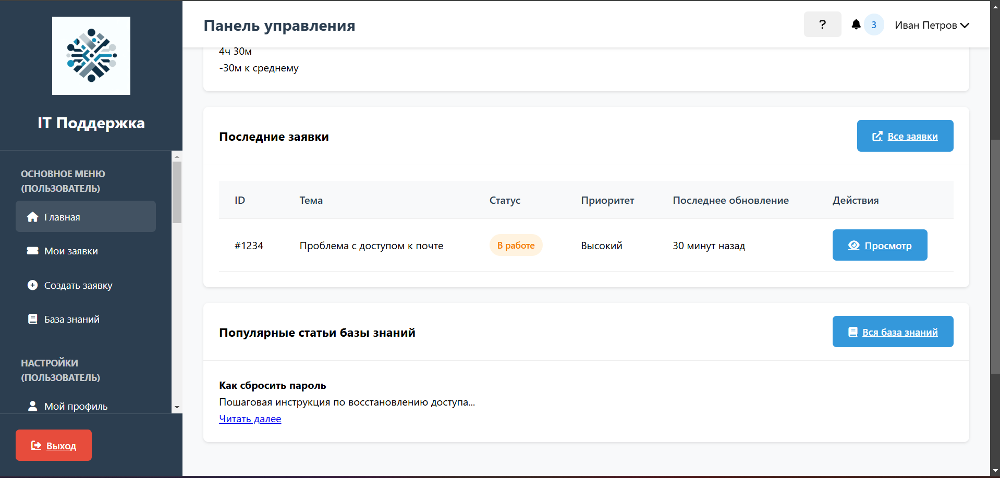 IT Поддержка
ОСНОВНОЕ МЕНЮ
(ПОЛЬЗОВАТЕЛЬ)
Главная
Мои заявки
Создать заявку
База знаний
НАСТРОЙКИ
(ПОЛЬЗОВАТЕЛЬ)
Мой профиль
Выход
Панель управления
? 3 Иван Петров
4ч 30м
-30м к среднему
Последние заявки
Все заявки
ID Тема Статус Приоритет Последнее обновление Действия
#1234 Проблема с доступом к почте В работе Высокий 30 минут назад Просмотр
Популярные статьи базы знаний
Вся база знаний
Как сбросить пароль
Пошаговая инструкция по восстановлению доступа...
Читать далее